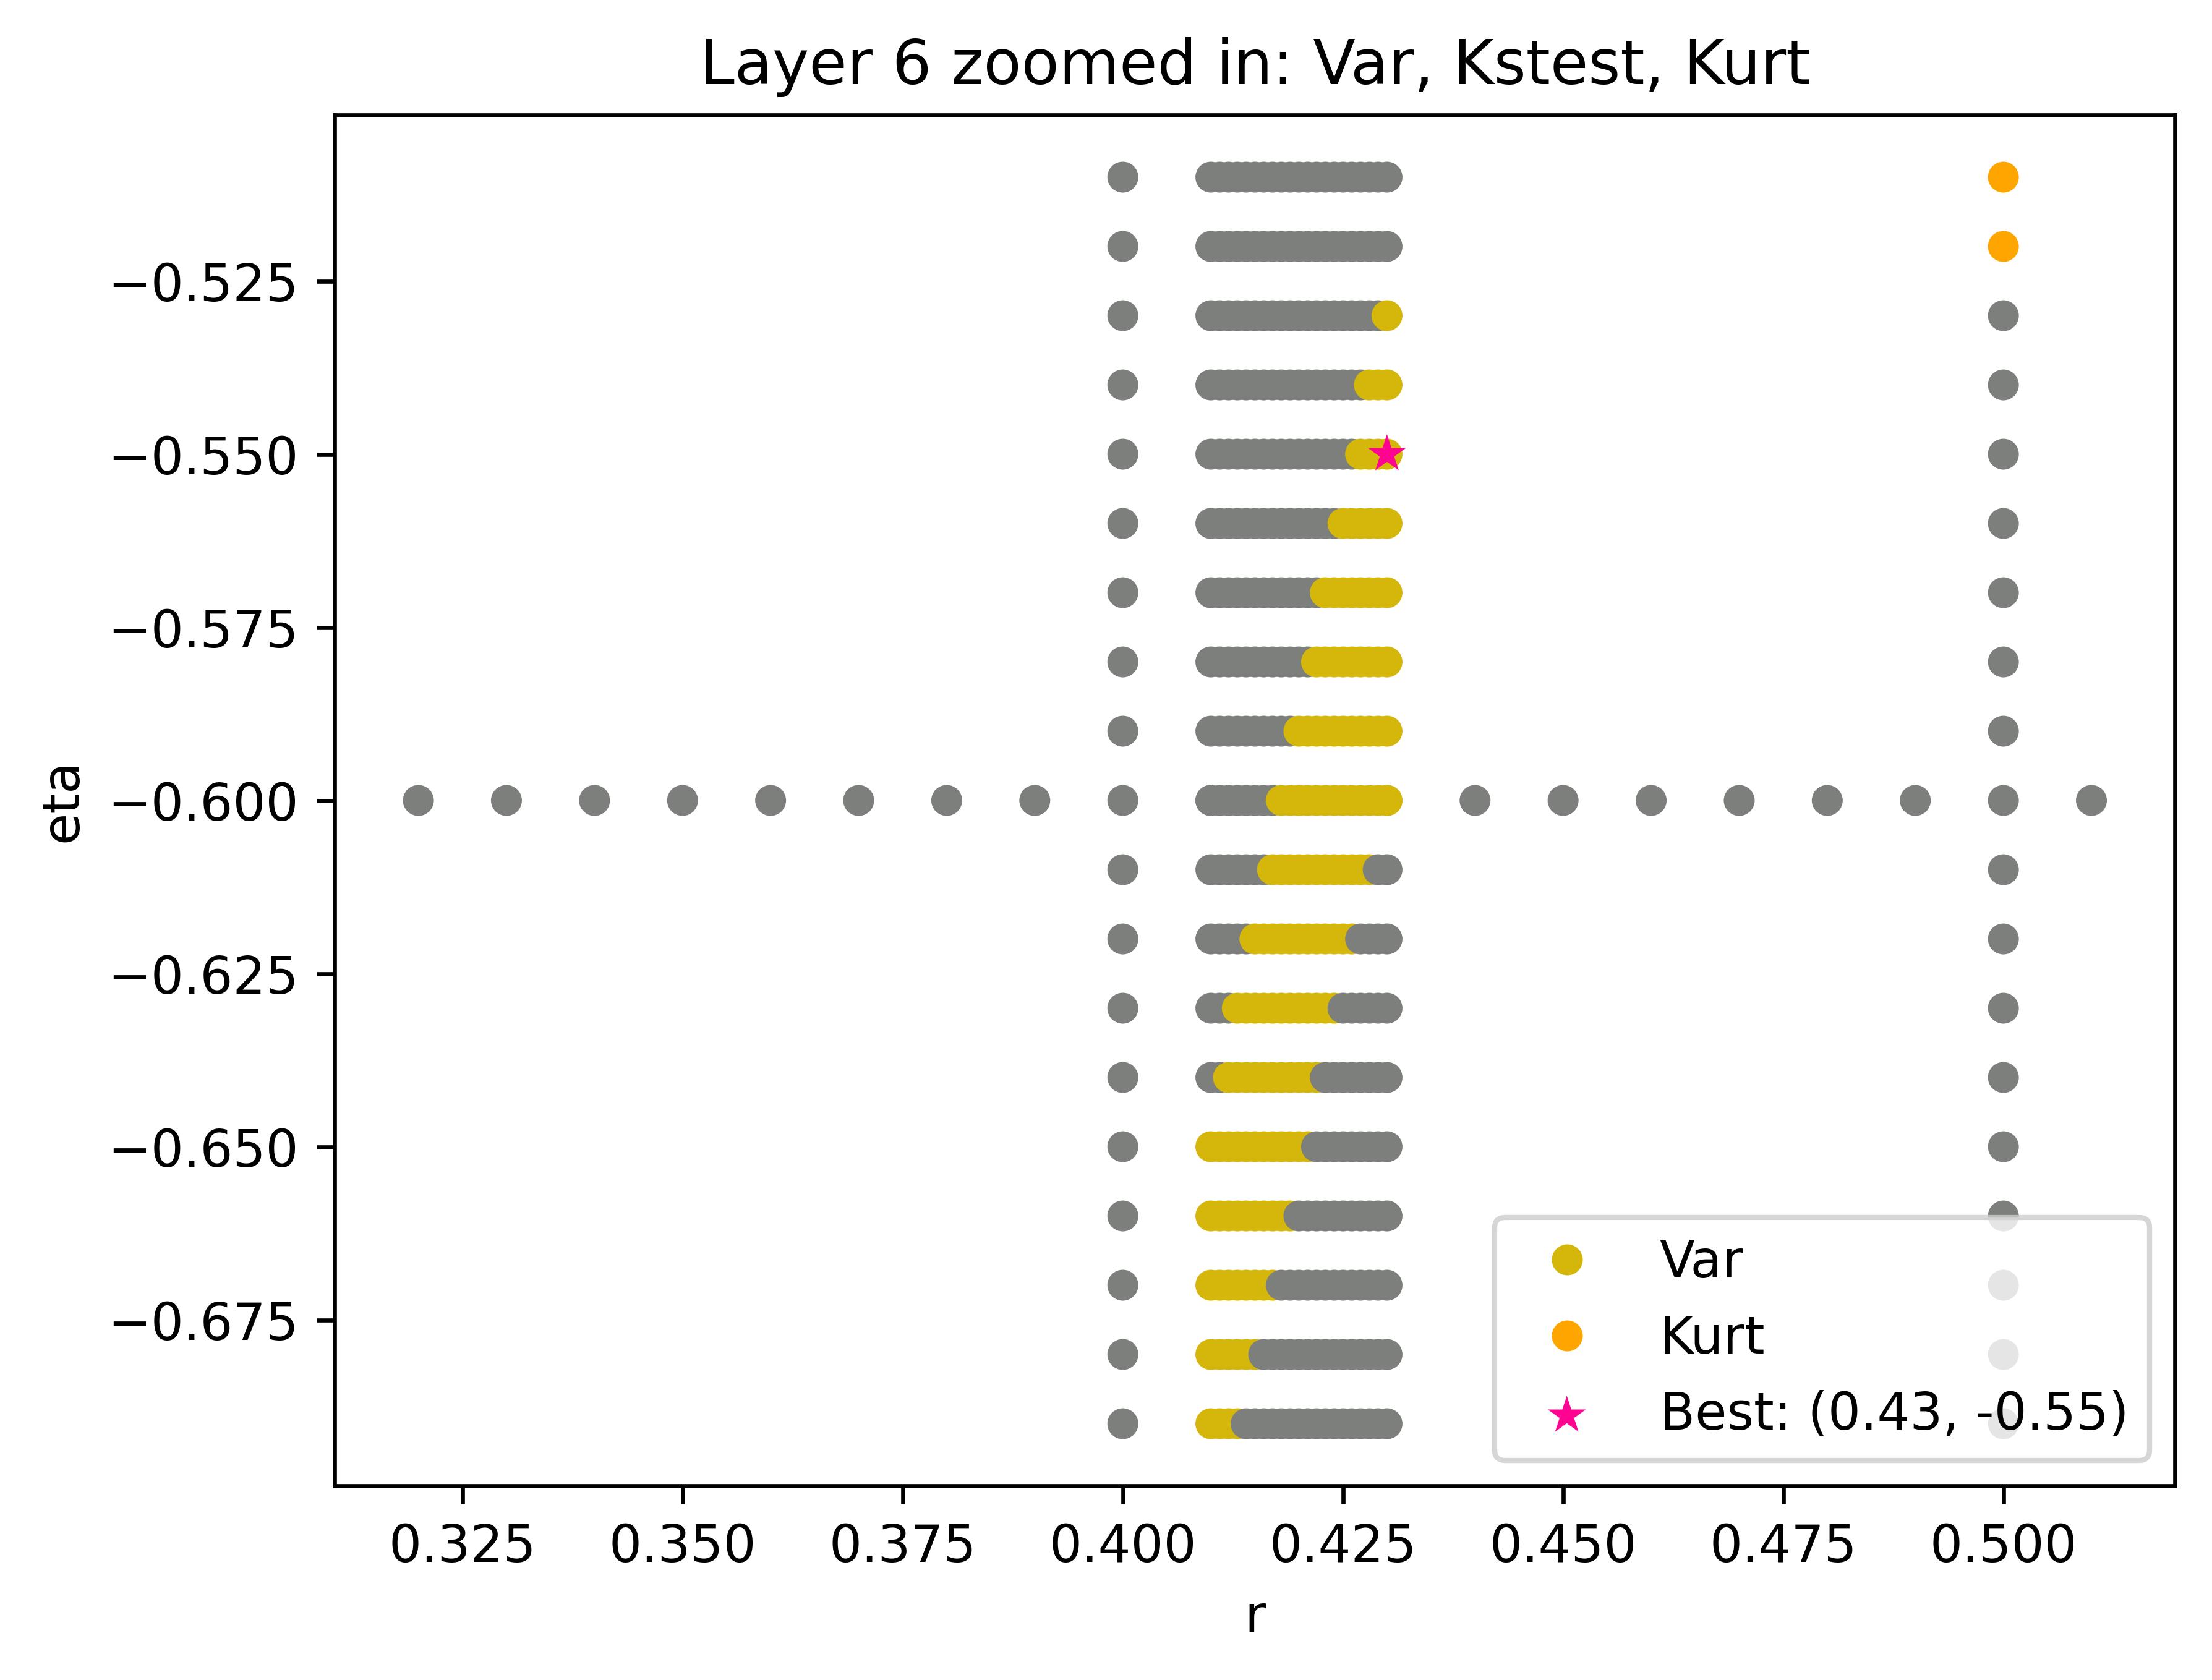 Layer 6 zoomed in: Var, Kstest, Kurt
−0.525
−0.550
−0.575
−0.600
−0.625
−0.650
−0.675
eta
Var
Kurt
Best: (0.43, -0.55)
0.325 0.350 0.375 0.400 0.425 0.450 0.475 0.500
r